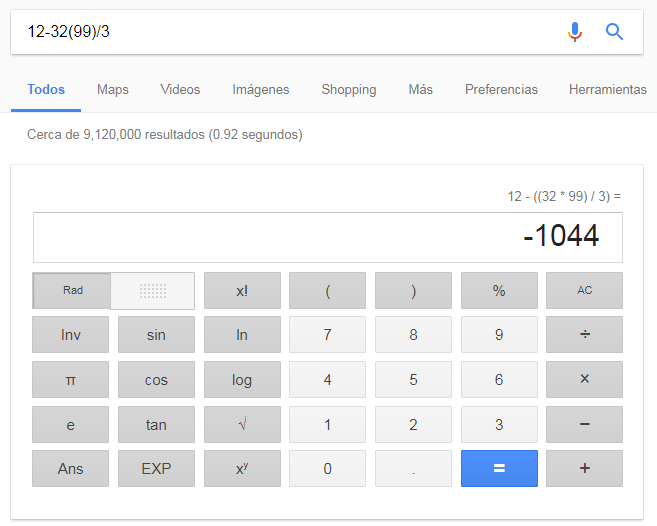 12-32(99)/3
Todos Maps Videos Imágenes Shopping Más Preferencias Herramientas
Cerca de 9,120,000 resultados (0.92 segundos)
12 - ((32 * 99) / 3) =
-1044
Rad x! ( ) % AC
Inv sin ln 7 8 9 ÷
π cos log 4 5 6 ×
e tan √ 1 2 3 −
Ans EXP xʸ 0 . = +